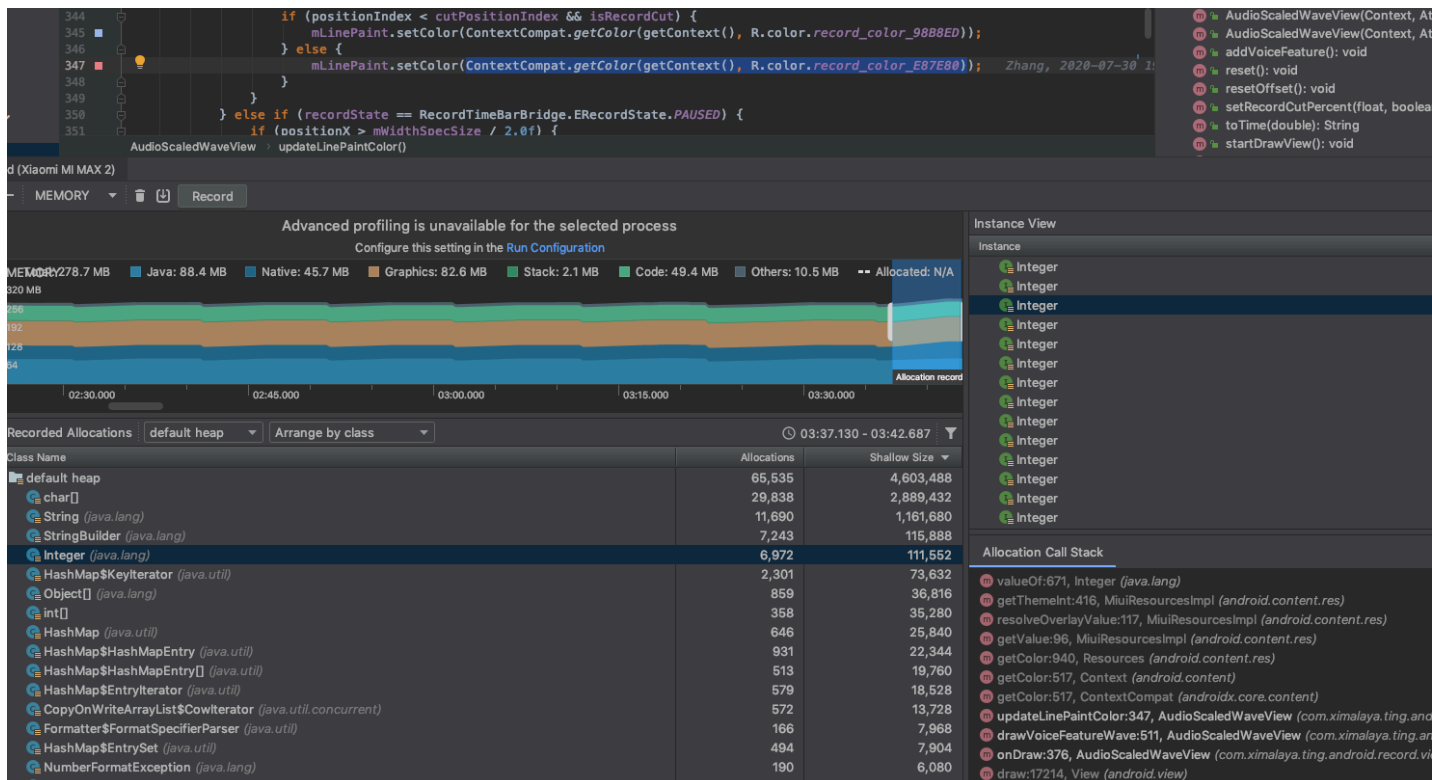 344 if (positionIndex < cutPositionIndex && isRecordCut) {
345 mLinePaint.setColor(ContextCompat.getColor(getContext(), R.color.record_color_98B8ED));
346 } else {
347 mLinePaint.setColor(ContextCompat.getColor(getContext(), R.color.record_color_E87E80)); Zhang, 2020-07-30
348 }
349 }
350 } else if (recordState == RecordTimeBarBridge.ERecordState.PAUSED) {
351 if (positionX > mWidthSpecSize / 2.0f) {
AudioScaledWaveView > updateLinePaintColor()
AudioScaledWaveView(Context, At
AudioScaledWaveView(Context, At
addVoiceFeature(): void
reset(): void
resetOffset(): void
setRecordCutPercent(float, boolea
toTime(double): String
startDrawView(): void
d (Xiaomi MI MAX 2)
MEMORY Record
Advanced profiling is unavailable for the selected process
Configure this setting in the Run Configuration
MEMORY 278.7 MB Java: 88.4 MB Native: 45.7 MB Graphics: 82.6 MB Stack: 2.1 MB Code: 49.4 MB Others: 10.5 MB Allocated: N/A
320 MB
256
192
128
64
Allocation record
02:30.000 02:45.000 03:00.000 03:15.000 03:30.000
Recorded Allocations default heap Arrange by class 03:37.130 - 03:42.687
Class Name Allocations Shallow Size
default heap 65,535 4,603,488
char[] 29,838 2,889,432
String (java.lang) 11,690 1,161,680
StringBuilder (java.lang) 7,243 115,888
Integer (java.lang) 6,972 111,552
HashMap$KeyIterator (java.util) 2,301 73,632
Object[] (java.lang) 859 36,816
int[] 358 35,280
HashMap (java.util) 646 25,840
HashMap$HashMapEntry (java.util) 931 22,344
HashMap$HashMapEntry[] (java.util) 513 19,760
HashMap$EntryIterator (java.util) 579 18,528
CopyOnWriteArrayList$CowIterator (java.util.concurrent) 572 13,728
Formatter$FormatSpecifierParser (java.util) 166 7,968
HashMap$EntrySet (java.util) 494 7,904
NumberFormatException (java.lang) 190 6,080
Instance View
Instance
Integer
Integer
Integer
Integer
Integer
Integer
Integer
Integer
Integer
Integer
Integer
Integer
Integer
Integer
Allocation Call Stack
valueOf:671, Integer (java.lang)
getThemeInt:416, MiuiResourcesImpl (android.content.res)
resolveOverlayValue:117, MiuiResourcesImpl (android.content.res)
getValue:96, MiuiResourcesImpl (android.content.res)
getColor:940, Resources (android.content.res)
getColor:517, Context (android.content)
getColor:517, ContextCompat (androidx.core.content)
updateLinePaintColor:347, AudioScaledWaveView (com.ximalaya.ting.and
drawVoiceFeatureWave:511, AudioScaledWaveView (com.ximalaya.ting.an
onDraw:376, AudioScaledWaveView (com.ximalaya.ting.android.record.vi
draw:17214, View (android.view)